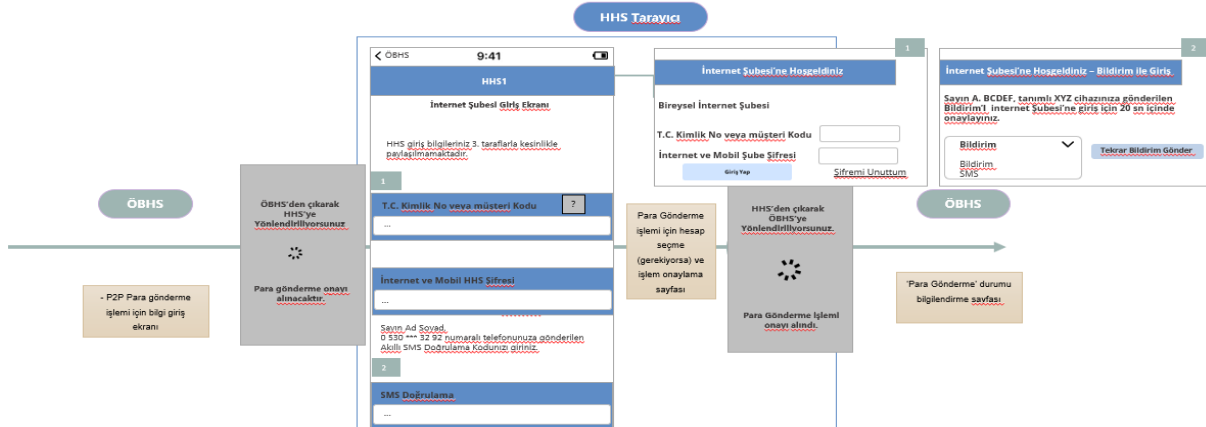 HHS Tarayıcı
ÖBHS
- P2P Para gönderme
işlemi için bilgi giriş
ekranı
ÖBHS'den çıkarak
HHS'ye
Yönlendiriliyorsunuz
Para gönderme onayı
alınacaktır.
ÖBHS
9:41
HHS1
İnternet Şubesi Giriş Ekranı
HHS giriş bilgileriniz 3. taraflarla kesinlikle
paylaşılmamaktadır.
1
T.C. Kimlik No veya müşteri Kodu
?
...
İnternet ve Mobil HHS Şifresi
...
Sayın Ad Soyad,
0 530 *** 32 92 numaralı telefonunuza gönderilen
Akıllı SMS Doğrulama Kodunuzı giriniz.
2
SMS Doğrulama
...
1
İnternet Şubesi'ne Hoşgeldiniz
Bireysel İnternet Şubesi
T.C. Kimlik No veya müşteri Kodu
İnternet ve Mobil Şube Şifresi
Giriş Yap
Şifremi Unuttum
Para Gönderme
işlemi için hesap
seçme
(gerekiyorsa) ve
işlem onaylama
sayfası
HHS'den çıkarak
ÖBHS'ye
Yönlendiriliyorsunuz.
Para Gönderme İşlemİ
onayı alındı.
2
İnternet Şubesi'ne Hoşgeldiniz – Bildirim ile Giriş
Sayın A. BCDEF, tanımlı XYZ cihazınıza gönderilen
Bildirim'İ internet Şubesi'ne giriş için 20 sn içinde
onaylayınız.
Bildirim
Bildirim
SMS
Tekrar Bildirim Gönder
ÖBHS
'Para Gönderme' durumu
bilgilendirme sayfası